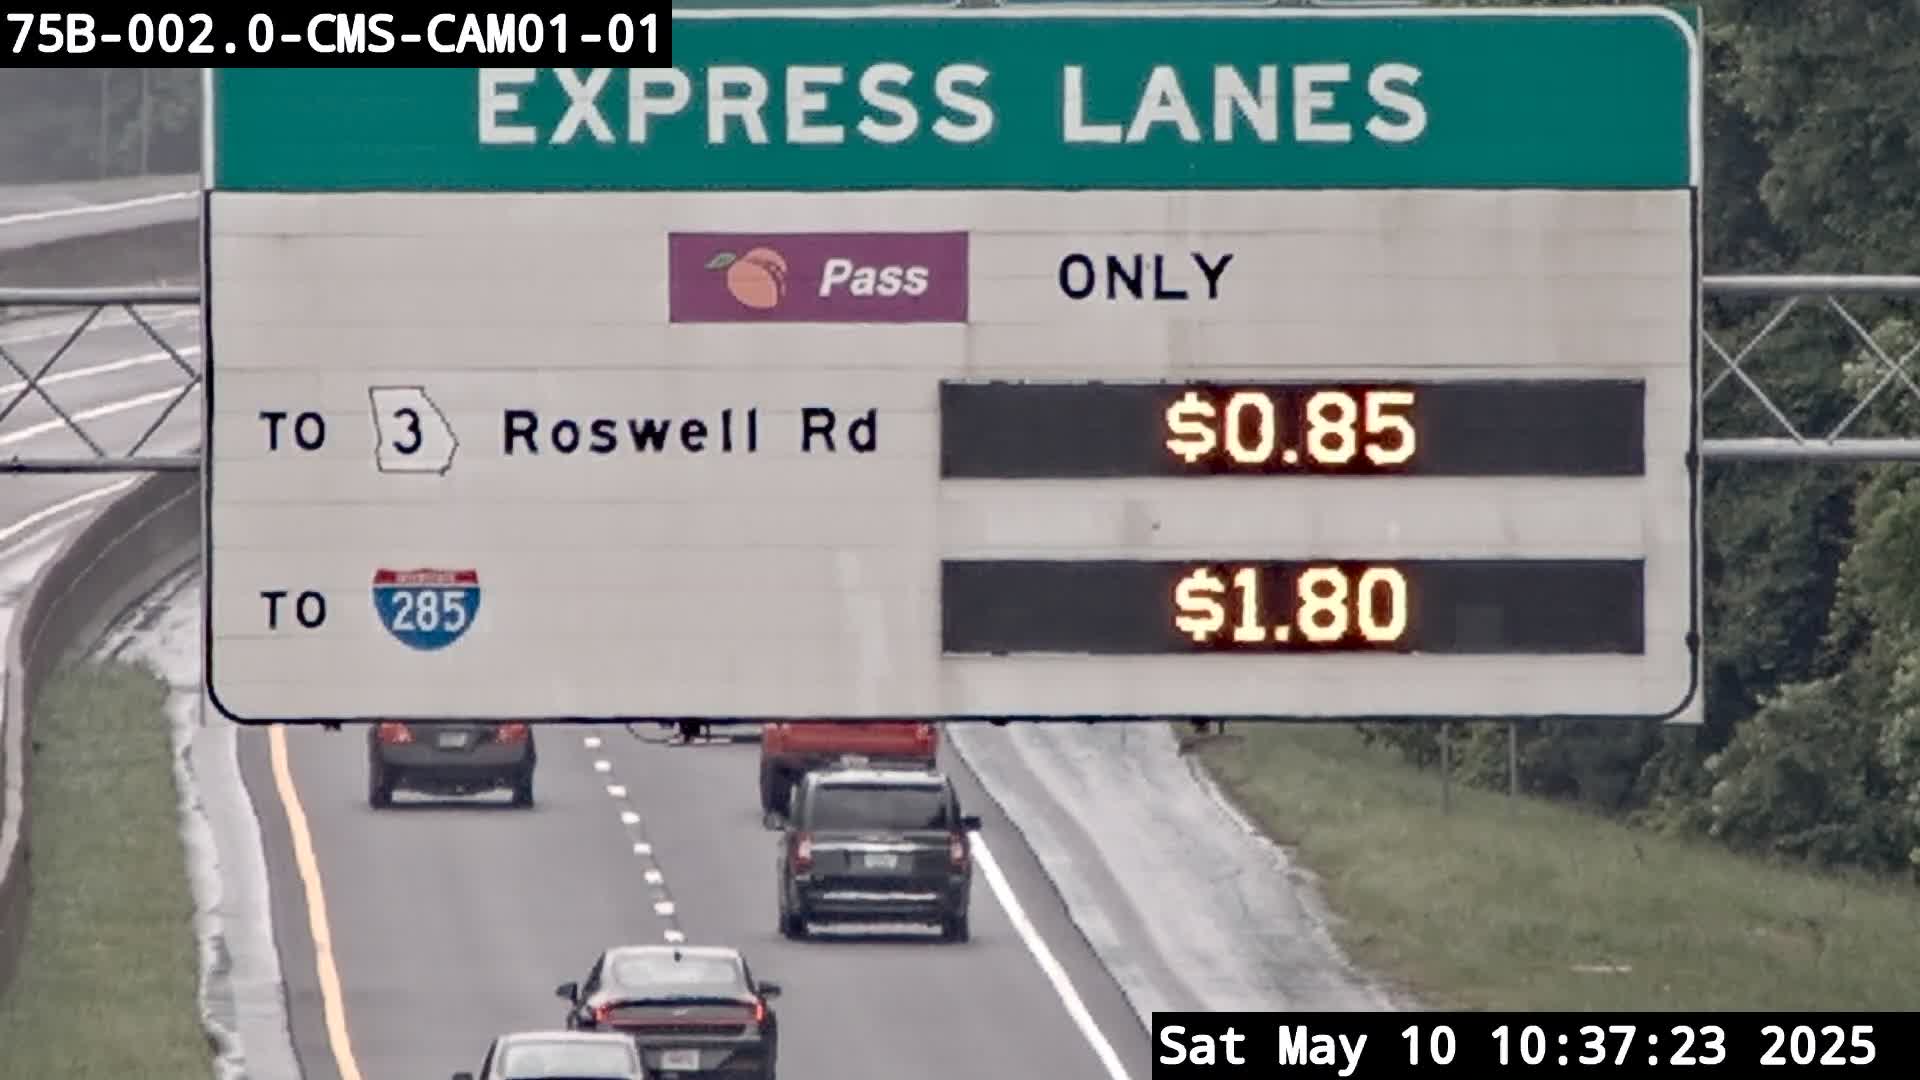 75B-002.0-CMS-CAM01-01
EXPRESS LANES
Pass ONLY
TO 3 Roswell Rd $0.85
TO 285 $1.80
Sat May 10 10:37:23 2025